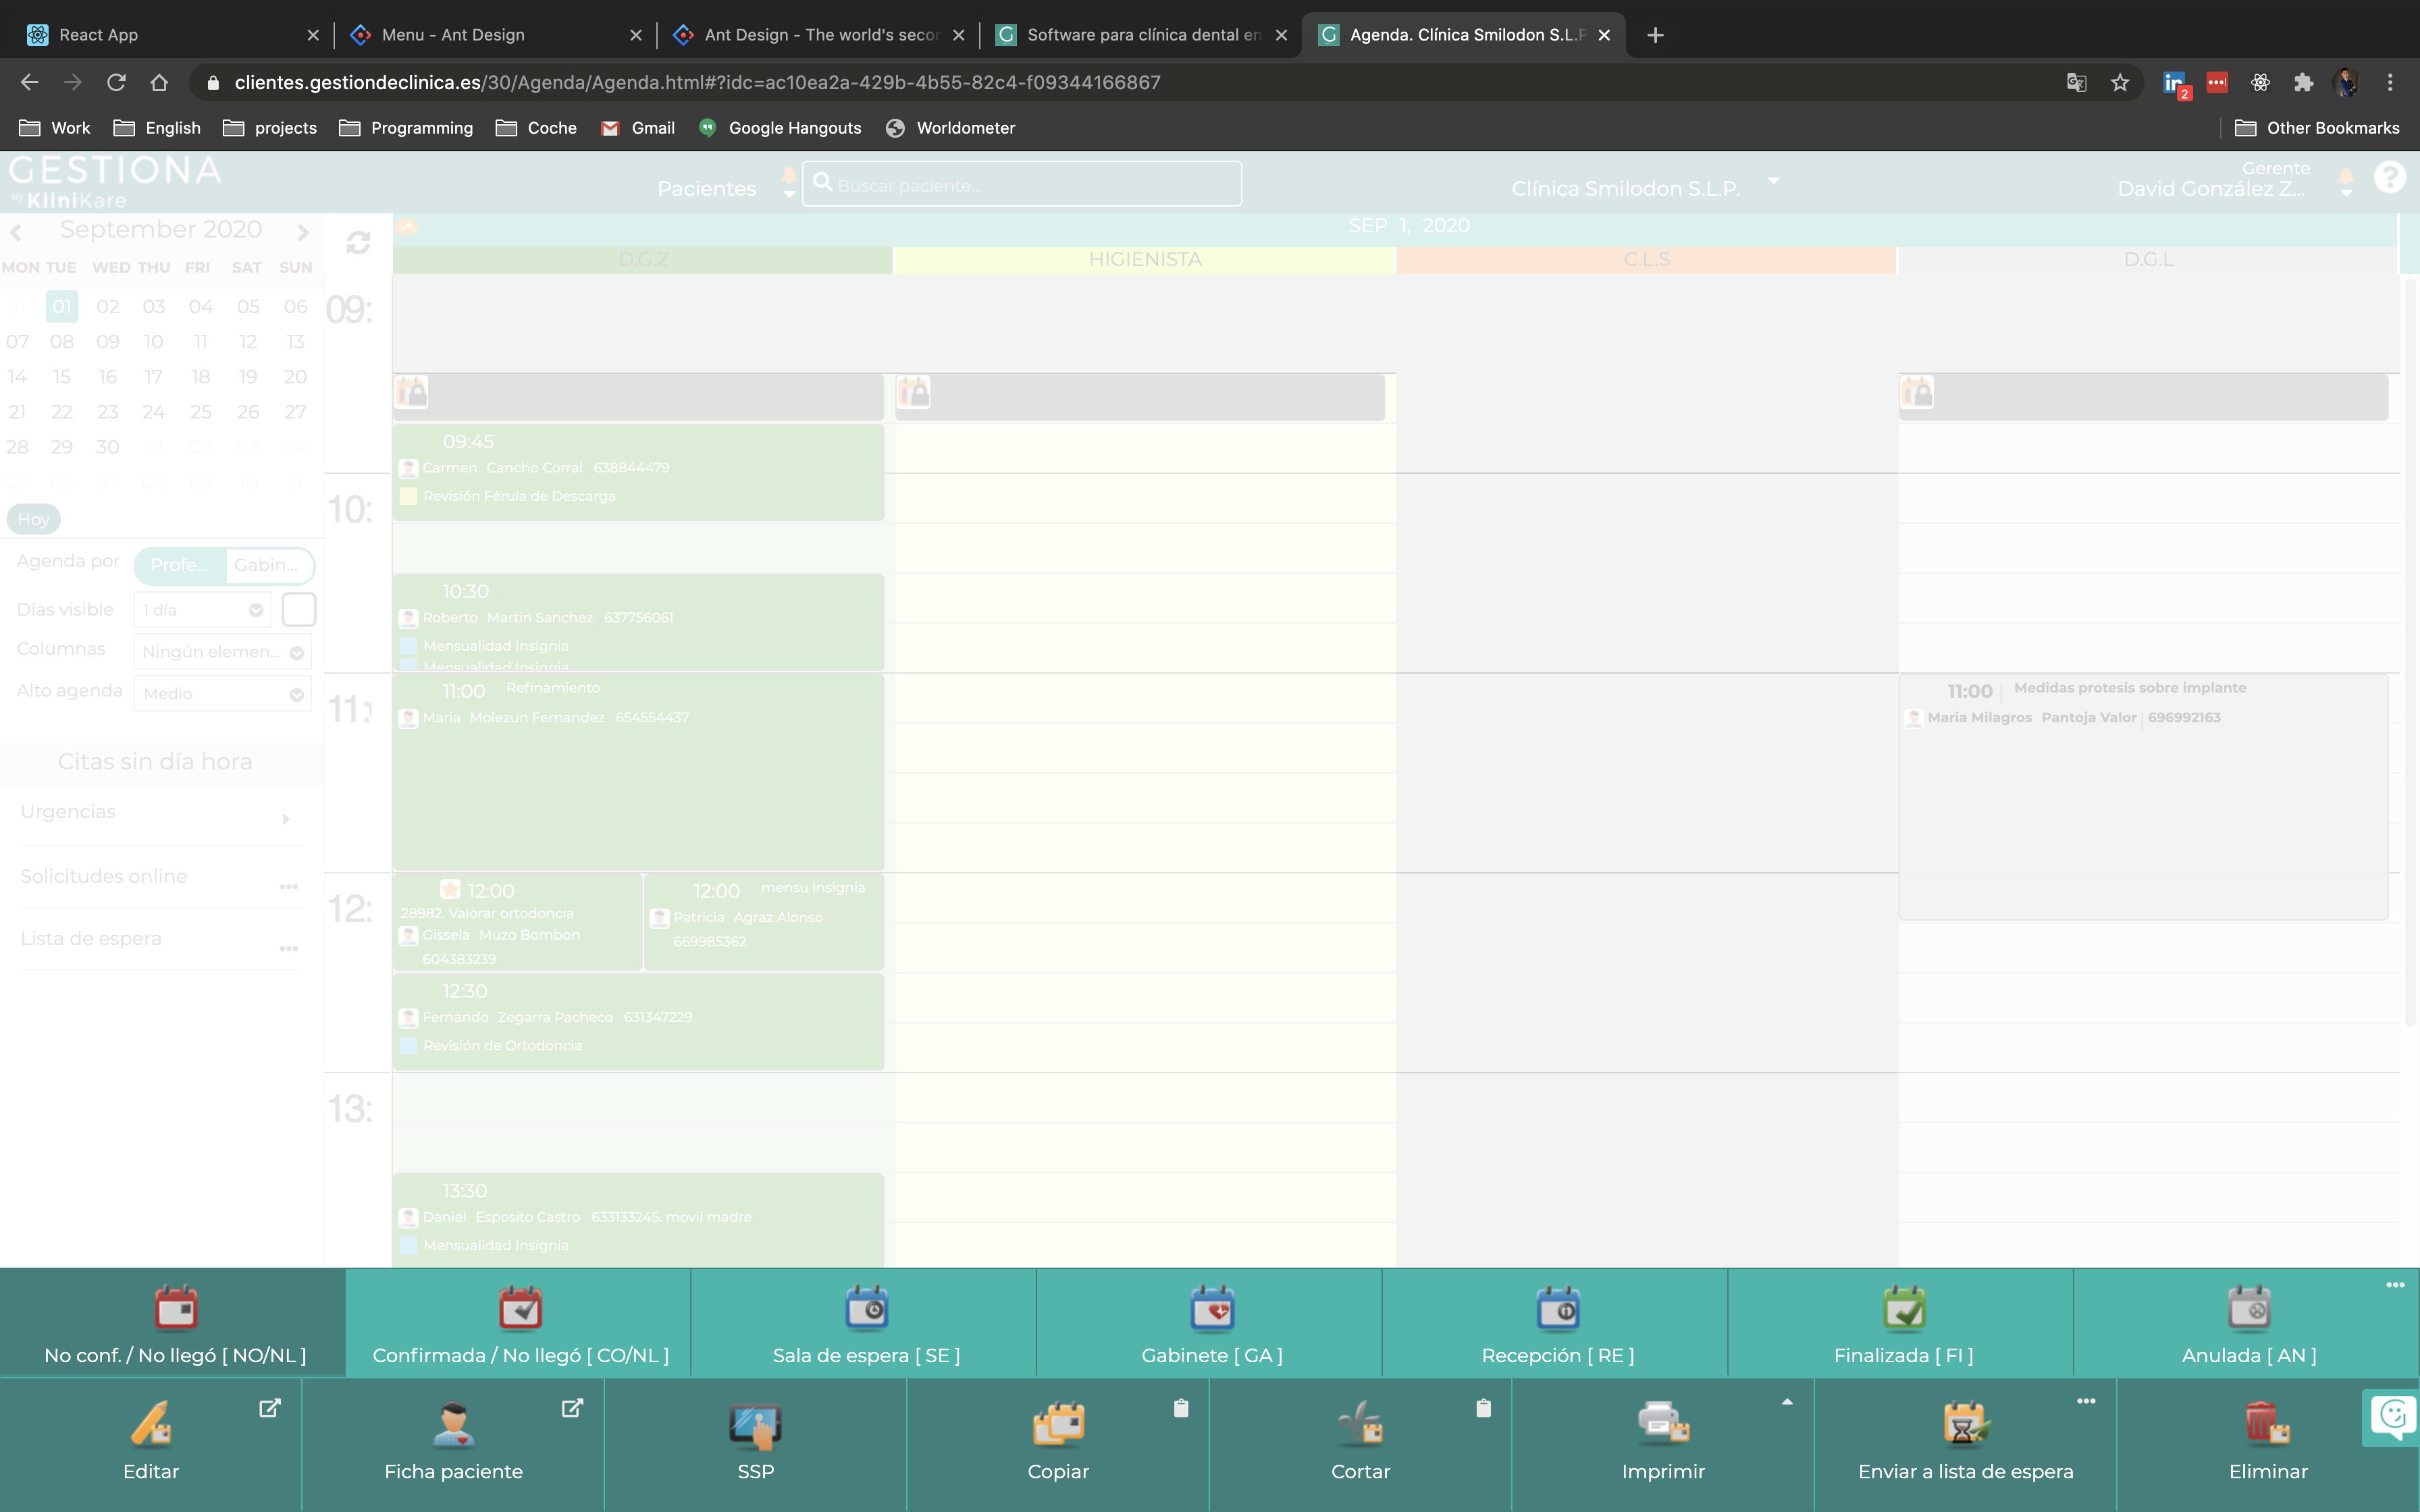 React App
Menu - Ant Design
Ant Design - The world's secor
Software para clínica dental en
Agenda. Clínica Smilodon S.L.P
clientes.gestiondeclinica.es/30/Agenda/Agenda.html#?idc=ac10ea2a-429b-4b55-82c4-f09344166867
2
Work
English
projects
Programming
Coche
Gmail
Google Hangouts
Worldometer
Other Bookmarks
GESTIONA
by KliniKare
Pacientes
Buscar paciente...
Clínica Smilodon S.L.P.
Gerente
David González Z...
September 2020
MON TUE WED THU FRI SAT SUN
31 01 02 03 04 05 06
07 08 09 10 11 12 13
14 15 16 17 18 19 20
21 22 23 24 25 26 27
28 29 30 01 02 03 04
05 06 07 08 09 10 11
Hoy
Agenda por
Profe...
Gabin...
Días visible
1 día
Columnas
Ningún elemen...
Alto agenda
Medio
Citas sin día hora
Urgencias
Solicitudes online
Lista de espera
SEP 1, 2020
D.G.Z
HIGIENISTA
C.L.S
D.G.L
09:
09:45
Carmen Cancho Corral 638844479
Revisión Férula de Descarga
10:
10:30
Roberto Martin Sanchez 637756061
Mensualidad Insignia
Mensualidad Insignia
11:
11:00 Refinamiento
Maria Molezun Fernandez 654554437
11:00 Medidas protesis sobre implante
Maria Milagros Pantoja Valor 696992163
12:
12:00
28982. Valorar ortodoncia
Gissela Muzo Bombon
604383239
12:00 mensu insignia
Patricia Agraz Alonso
669985362
12:30
Fernando Zegarra Pacheco 631347229
Revisión de Ortodoncia
13:
13:30
Daniel Esposito Castro 633133245. movil madre
Mensualidad Insignia
No conf. / No llegó [ NO/NL ]
Confirmada / No llegó [ CO/NL ]
Sala de espera [ SE ]
Gabinete [ GA ]
Recepción [ RE ]
Finalizada [ FI ]
Anulada [ AN ]
Editar
Ficha paciente
SSP
Copiar
Cortar
Imprimir
Enviar a lista de espera
Eliminar